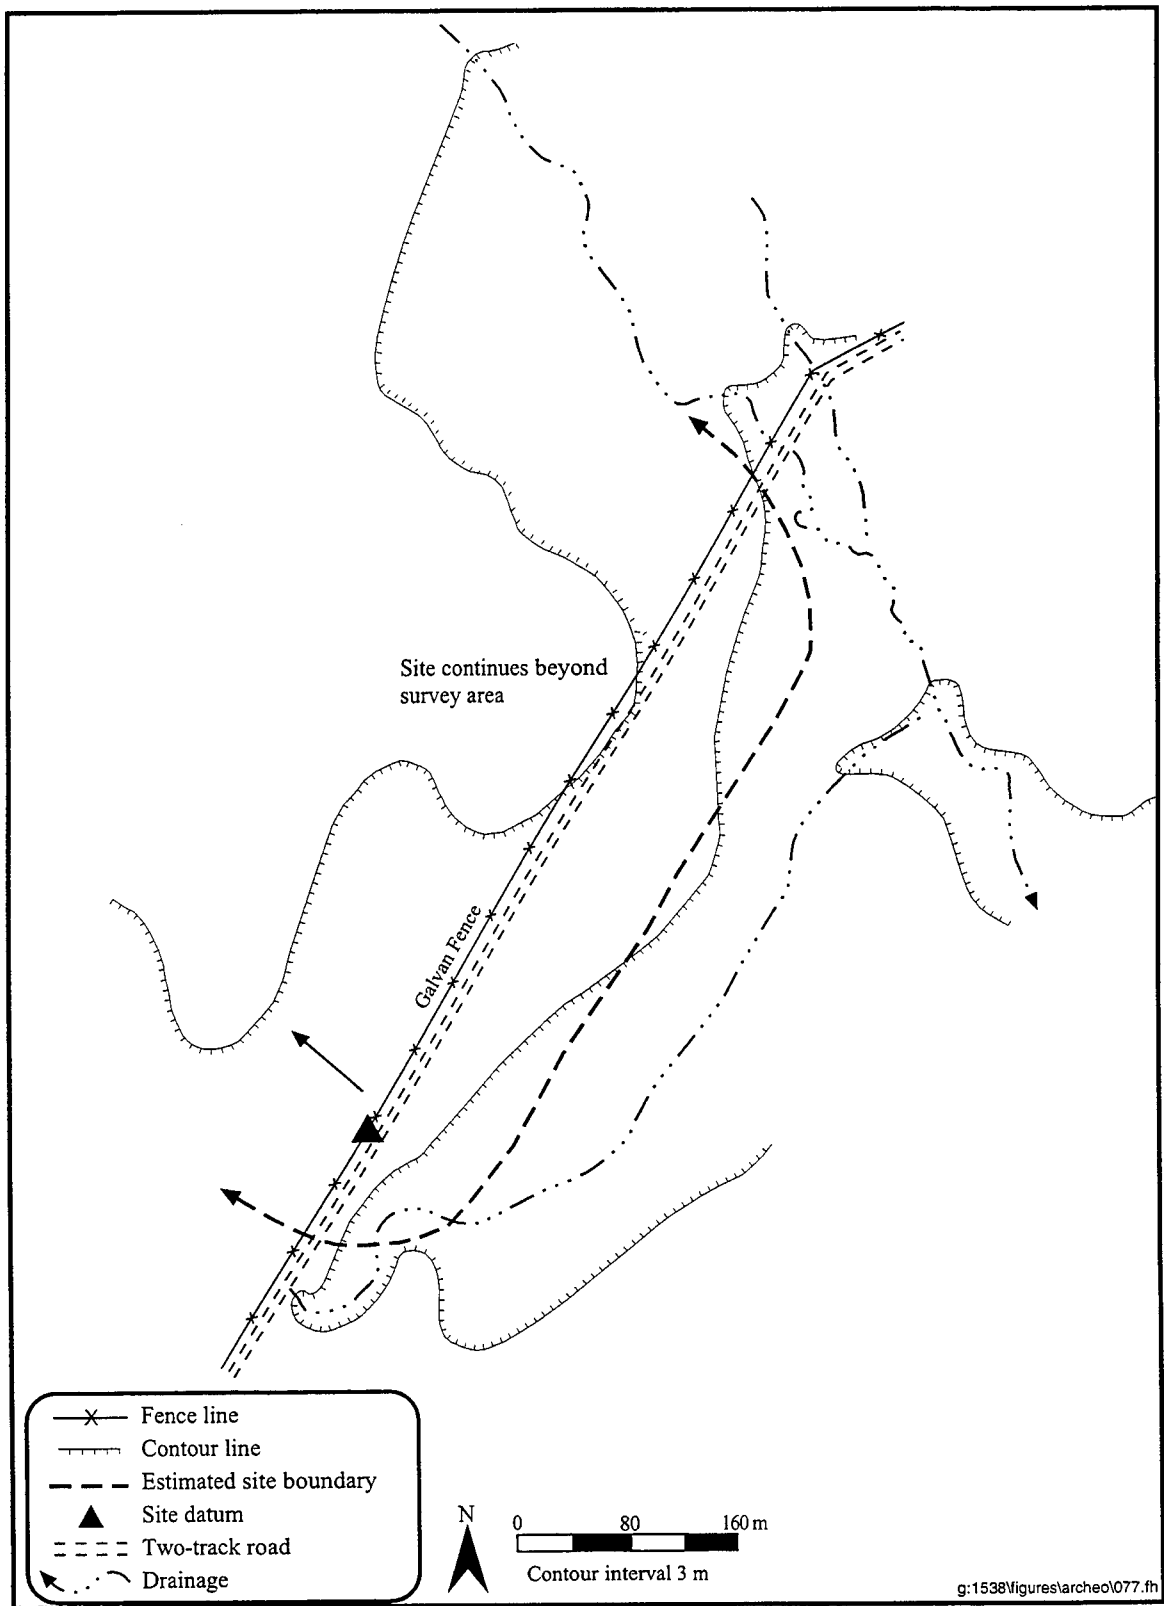 Site continues beyond
survey area
Galvan Fence
Fence line
Contour line
Estimated site boundary
Site datum
Two-track road
Drainage
N
0 80 160 m
Contour interval 3 m
g:1538\figures\archeo\077.fh